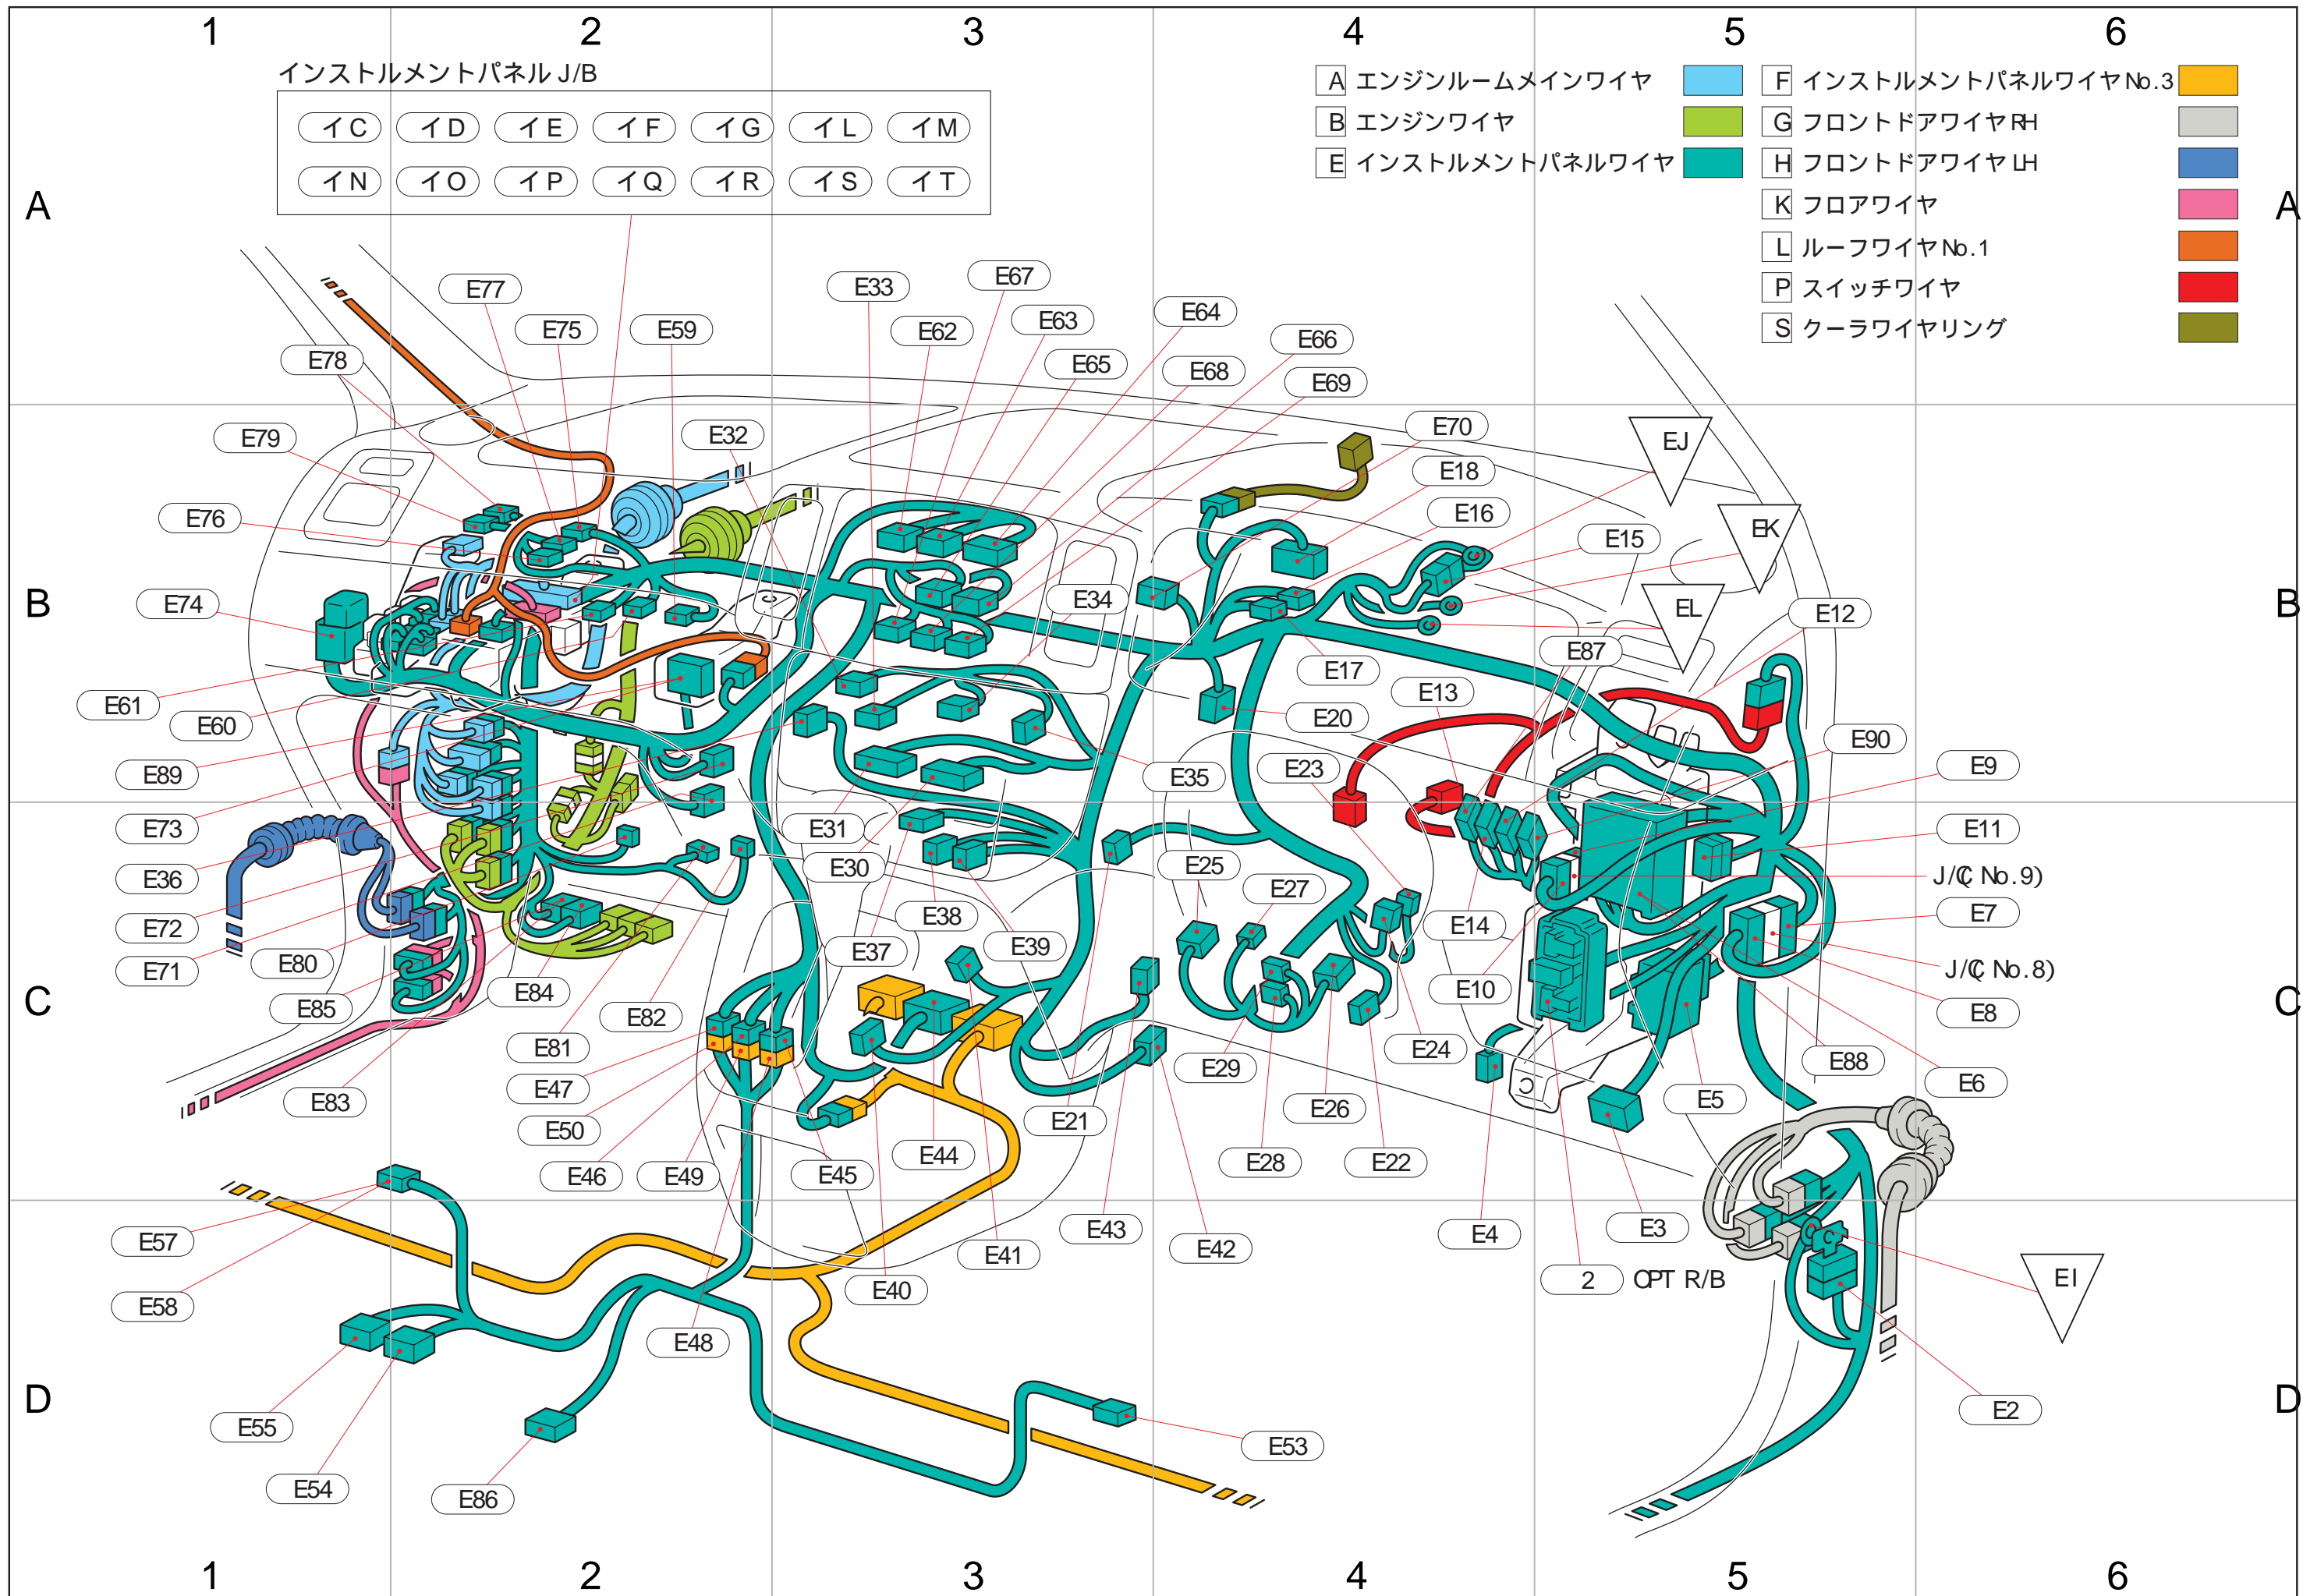 1 2 3 4 5 6
インストルメントパネル J/B
イC イD イE イF イG イL イM
イN イO イP イQ イR イS イT
A エンジンルームメインワイヤ
B エンジンワイヤ
E インストルメントパネルワイヤ
F インストルメントパネルワイヤNo.3
G フロントドアワイヤRH
H フロントドアワイヤLH
K フロアワイヤ
L ルーフワイヤNo.1
P スイッチワイヤ
S クーラワイヤリング
A A
E77
E75
E59
E78
E33
E67
E62
E63
E64
E65
E66
E68
E69
E79
E32
E70
E18
EJ
E76
E16
E15
EK
B B
E74
E34
EL
E12
E61
E60
E17
E87
E13
E20
E89
E35
E23
E90
E9
E73
E31
E11
E36
E30
E25
E27
J/C( No.9)
E72
E38
E14
E7
E71
E80
E37
E39
J/C( No.8)
C C
E85
E84
E82
E10
E8
E81
E24
E88
E47
E29
E6
E83
E50
E21
E26
E5
E46
E49
E45
E44
E28
E22
E57
E43
E42
E4
E3
E58
E41
E40
2 OPT R/B
EI
E48
D D
E55
E53
E2
E54
E86
1 2 3 4 5 6